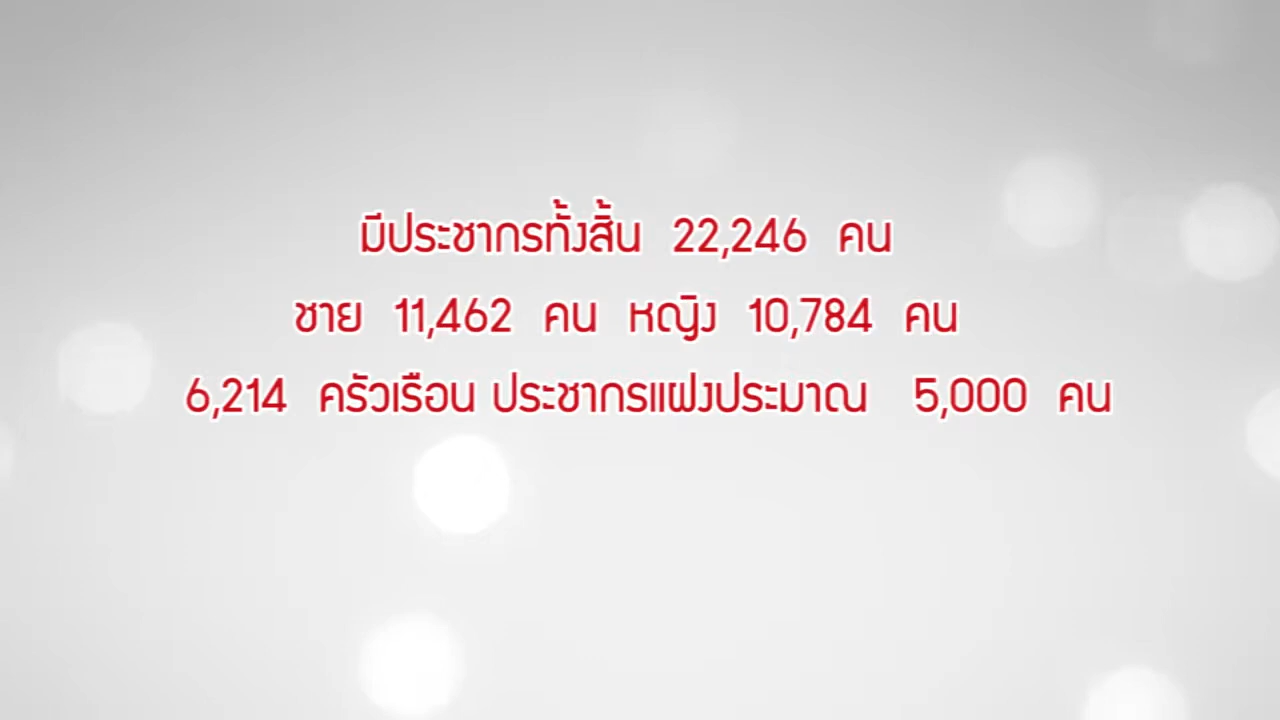 มีประชากรทั้งสิ้น 22,246 คน
ชาย 11,462 คน หญิง 10,784 คน
6,214 ครัวเรือน ประชากรแฝงประมาณ 5,000 คน